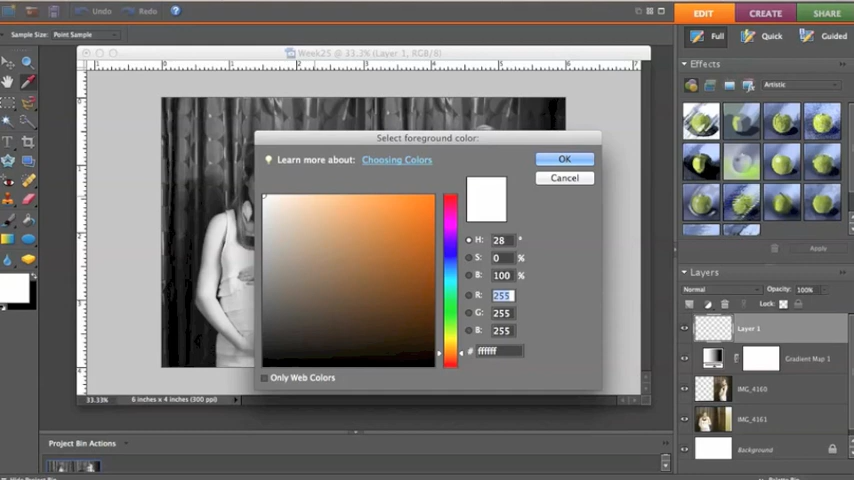 Undo Redo
EDIT CREATE SHARE
Sample Size: Point Sample
Full Quick Guided
Week25 @ 33.3% (Layer 1, RGB/8)
Effects
Artistic
Select foreground color:
Learn more about: Choosing Colors
OK
Cancel
H: 28 °
S: 0 %
B: 100 %
R: 255
G: 255
B: 255
# ffffff
Only Web Colors
Apply
Layers
Normal Opacity: 100%
Lock:
Layer 1
Gradient Map 1
IMG_4160
IMG_4161
Background
33.33% 6 inches x 4 inches (300 ppi)
Project Bin Actions
Hide Project Bin